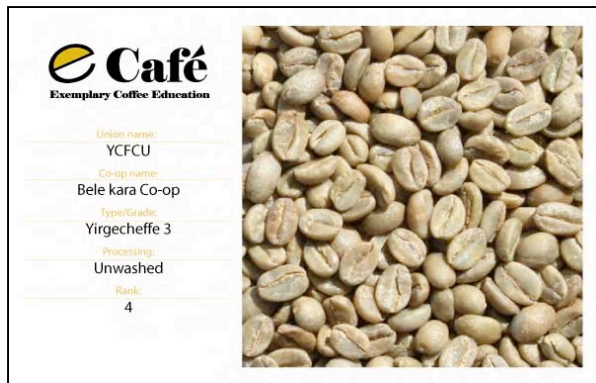 e Café
Exemplary Coffee Education
Union name:
YCFCU
Co-op name:
Bele kara Co-op
Type/Grade:
Yirgecheffe 3
Processing:
Unwashed
Rank:
4